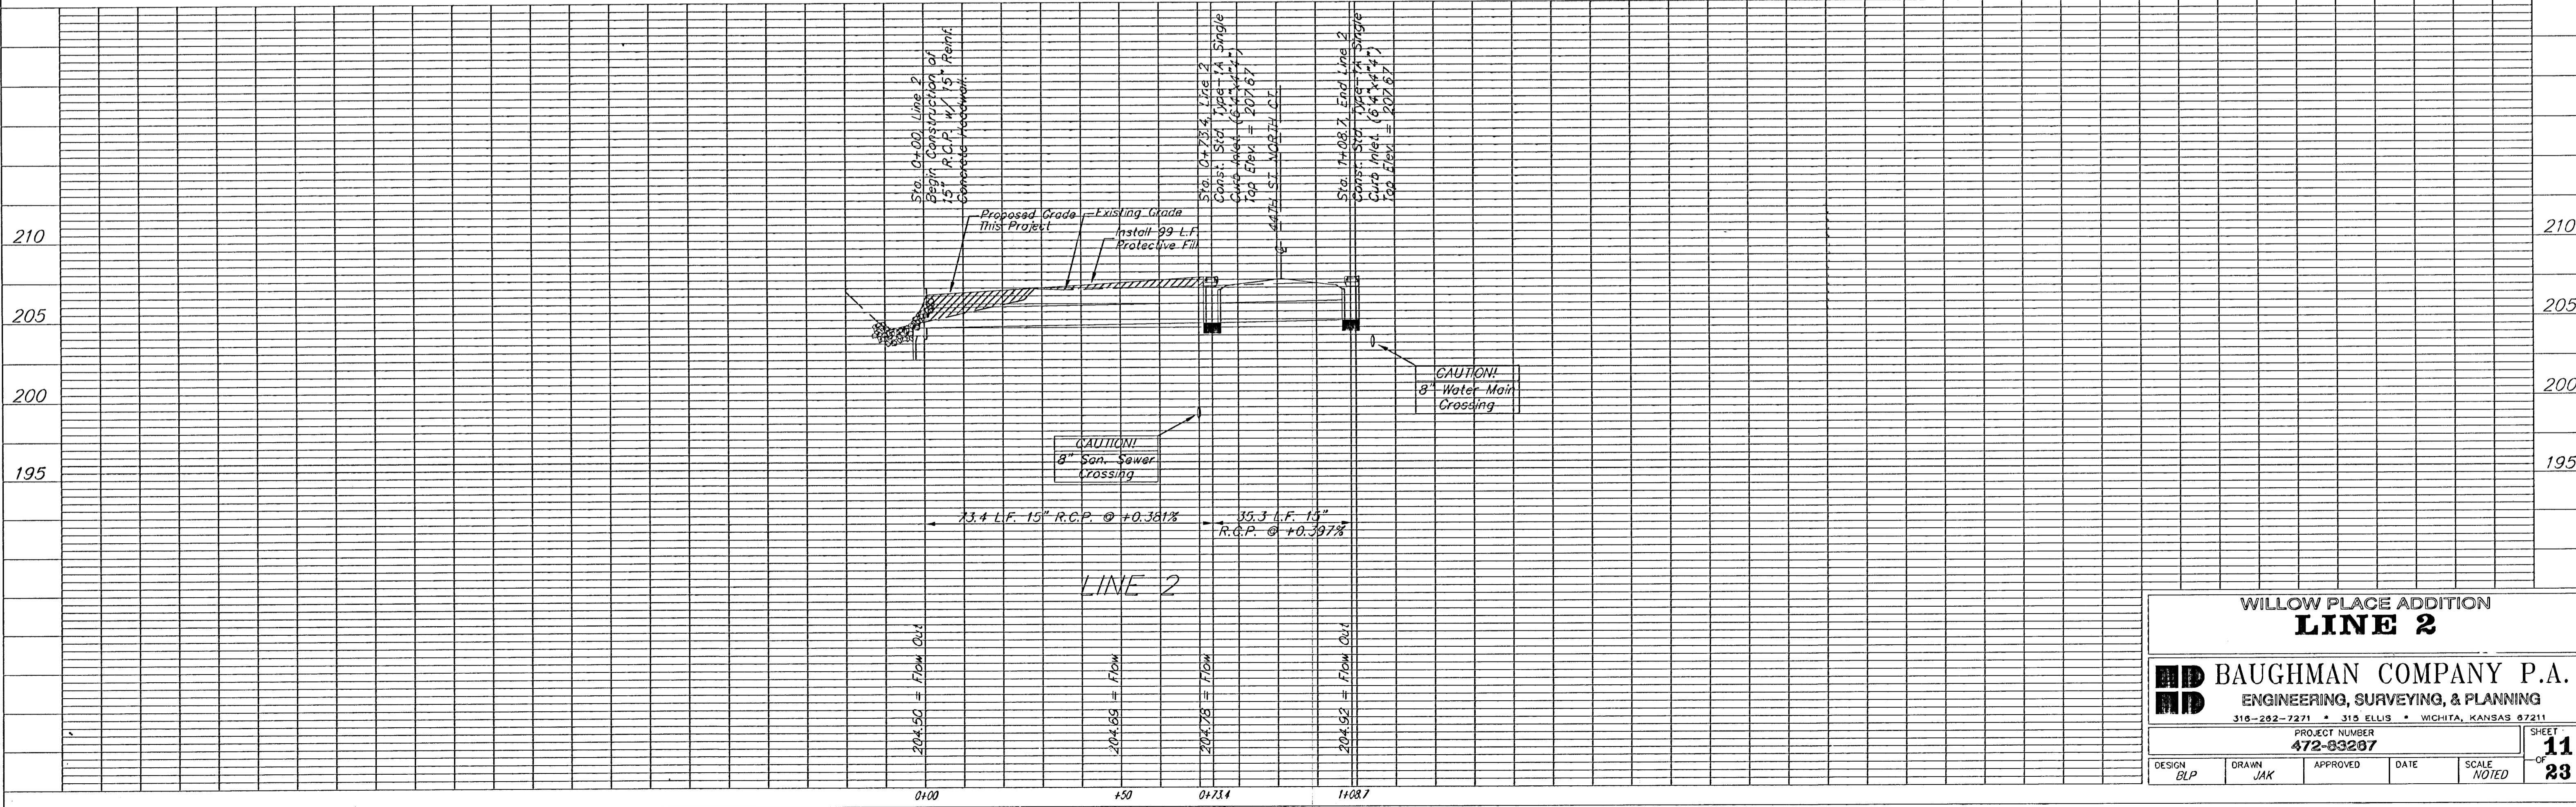 Sta. 0+00, Line 2
Begin Construction of
15" R.C.P. w/ 15" Reinf.
Concrete Headwall.
Sta. 0+73.4, Line 2
Const. Std. Type-1A Single
Curb Inlet. (6'4"x4'4")
Top Elev. = 207.67
44TH ST. NORTH CT.
Sta. 1+08.7, End Line 2
Const. Std. Type-1A Single
Curb Inlet. (6'4"x4'4")
Top Elev. = 207.67
Proposed Grade
This Project
Existing Grade
Install 99 L.F.
Protective Fill
210
210
205
205
200
200
195
195
CAUTION!
8" Water Main
Crossing
CAUTION!
8" San. Sewer
Crossing
73.4 L.F. 15" R.C.P. @ +0.381%
35.3 L.F. 15"
R.C.P. @ +0.397%
LINE 2
204.50 = Flow Out
204.69 = Flow
204.78 = Flow
204.92 = Flow Out
0+00
+50
0+73.4
1+08.7
WILLOW PLACE ADDITION
LINE 2
BAUGHMAN COMPANY P.A.
ENGINEERING, SURVEYING, & PLANNING
316-262-7271 * 315 ELLIS * WICHITA, KANSAS 67211
PROJECT NUMBER
472-83267
SHEET
11
OF
23
DESIGN
BLP
DRAWN
JAK
APPROVED
DATE
SCALE
NOTED